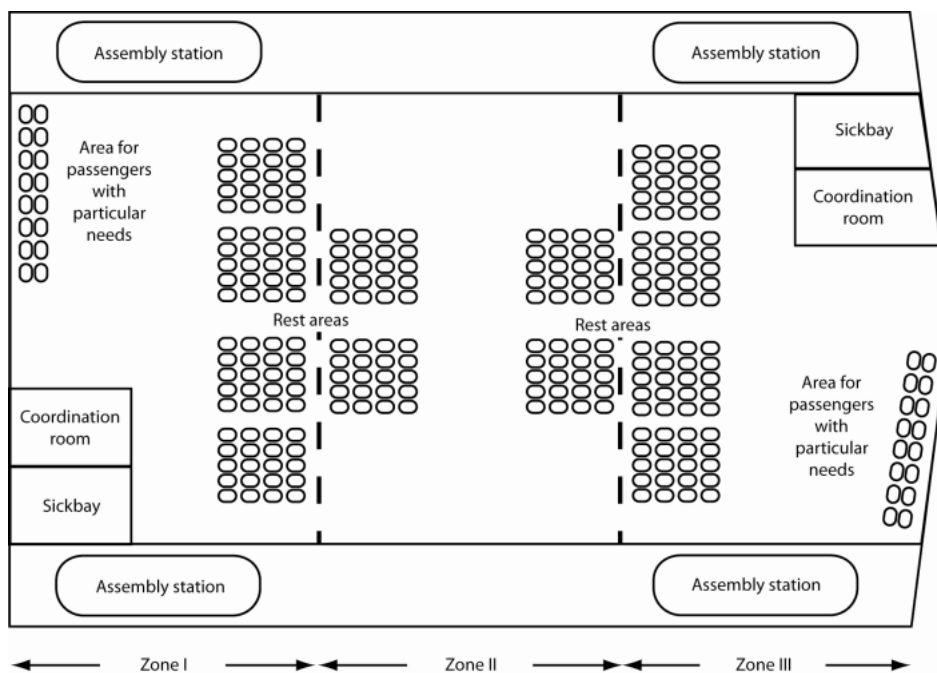 Assembly station
Assembly station
Area for
passengers
with
particular
needs
Sickbay
Coordination
room
Rest areas
Rest areas
Coordination
room
Sickbay
Area for
passengers
with
particular
needs
Assembly station
Assembly station
Zone I
Zone II
Zone III